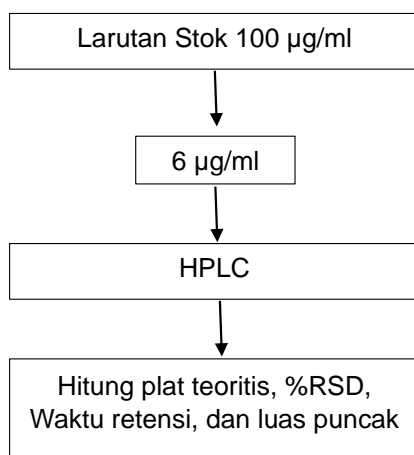 Larutan Stok 100 µg/ml
6 µg/ml
HPLC
Hitung plat teoritis, %RSD,
Waktu retensi, dan luas puncak